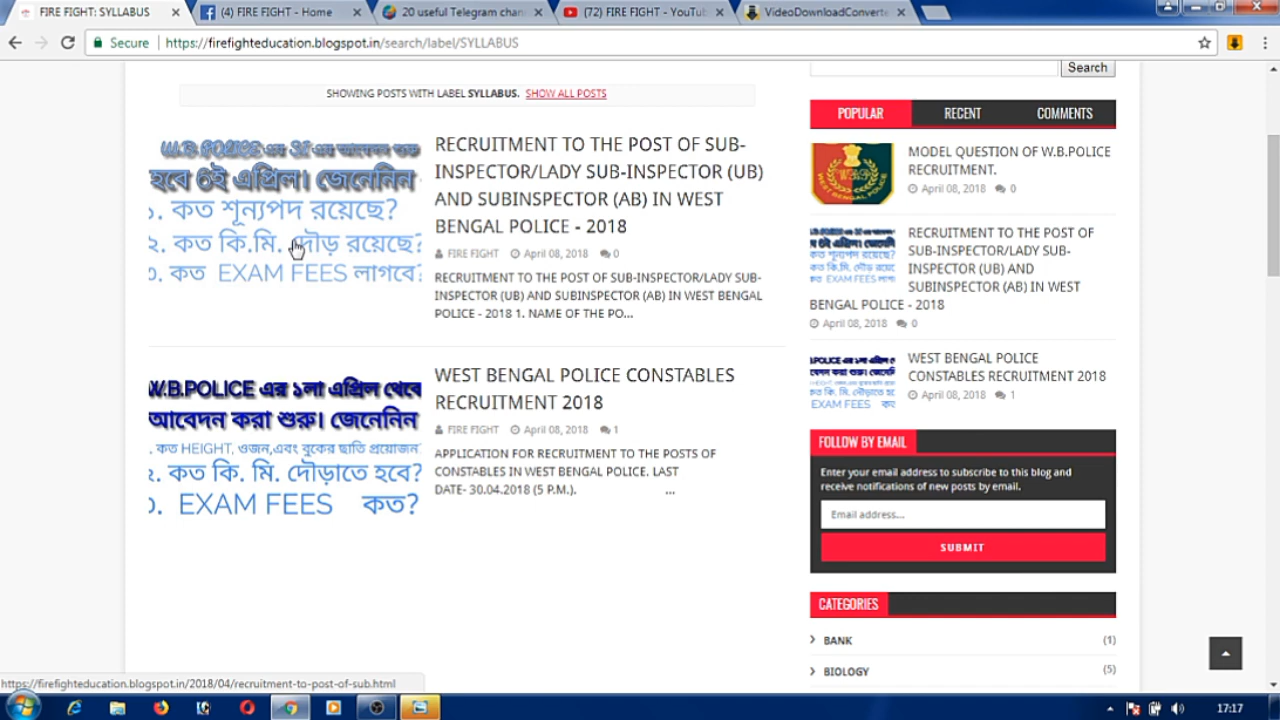 FIRE FIGHT: SYLLABUS
(4) FIRE FIGHT - Home
20 useful Telegram chan
(72) FIRE FIGHT - YouTub
VideoDownloadConverte
Secure
https://firefighteducation.blogspot.in/search/label/SYLLABUS
SHOWING POSTS WITH LABEL SYLLABUS. SHOW ALL POSTS
W.B.POLICE এর SI এর আবেদন শুরু
হবে ৫ই এপ্রিল। জেনেনিন
১. কত শূন্যপদ রয়েছে?
২. কত কি.মি. দৌড় রয়েছে?
৩. কত EXAM FEES লাগবে?
RECRUITMENT TO THE POST OF SUB-
INSPECTOR/LADY SUB-INSPECTOR (UB)
AND SUBINSPECTOR (AB) IN WEST
BENGAL POLICE - 2018
FIRE FIGHT April 08, 2018 0
RECRUITMENT TO THE POST OF SUB-INSPECTOR/LADY SUB-
INSPECTOR (UB) AND SUBINSPECTOR (AB) IN WEST BENGAL
POLICE - 2018 1. NAME OF THE PO...
W.B.POLICE এর ১লা এপ্রিল থেকে
আবেদন করা শুরু। জেনেনিন
. কত HEIGHT, ওজন,এবং বুকের ছাতি প্রয়োজন
২. কত কি. মি. দৌড়াতে হবে?
৩. EXAM FEES কত?
WEST BENGAL POLICE CONSTABLES
RECRUITMENT 2018
FIRE FIGHT April 08, 2018 1
APPLICATION FOR RECRUITMENT TO THE POSTS OF
CONSTABLES IN WEST BENGAL POLICE. LAST
DATE- 30.04.2018 (5 P.M.). ...
Search
POPULAR RECENT COMMENTS
WEST BENGAL POLICE
MODEL QUESTION OF W.B.POLICE
RECRUITMENT.
April 08, 2018 0
RECRUITMENT TO THE POST OF
SUB-INSPECTOR/LADY SUB-
INSPECTOR (UB) AND
SUBINSPECTOR (AB) IN WEST
BENGAL POLICE - 2018
April 08, 2018 0
WEST BENGAL POLICE
CONSTABLES RECRUITMENT 2018
April 08, 2018 1
FOLLOW BY EMAIL
Enter your email address to subscribe to this blog and
receive notifications of new posts by email.
Email address...
SUBMIT
CATEGORIES
BANK (1)
BIOLOGY (5)
https://firefighteducation.blogspot.in/2018/04/recruitment-to-post-of-sub.html
17:17